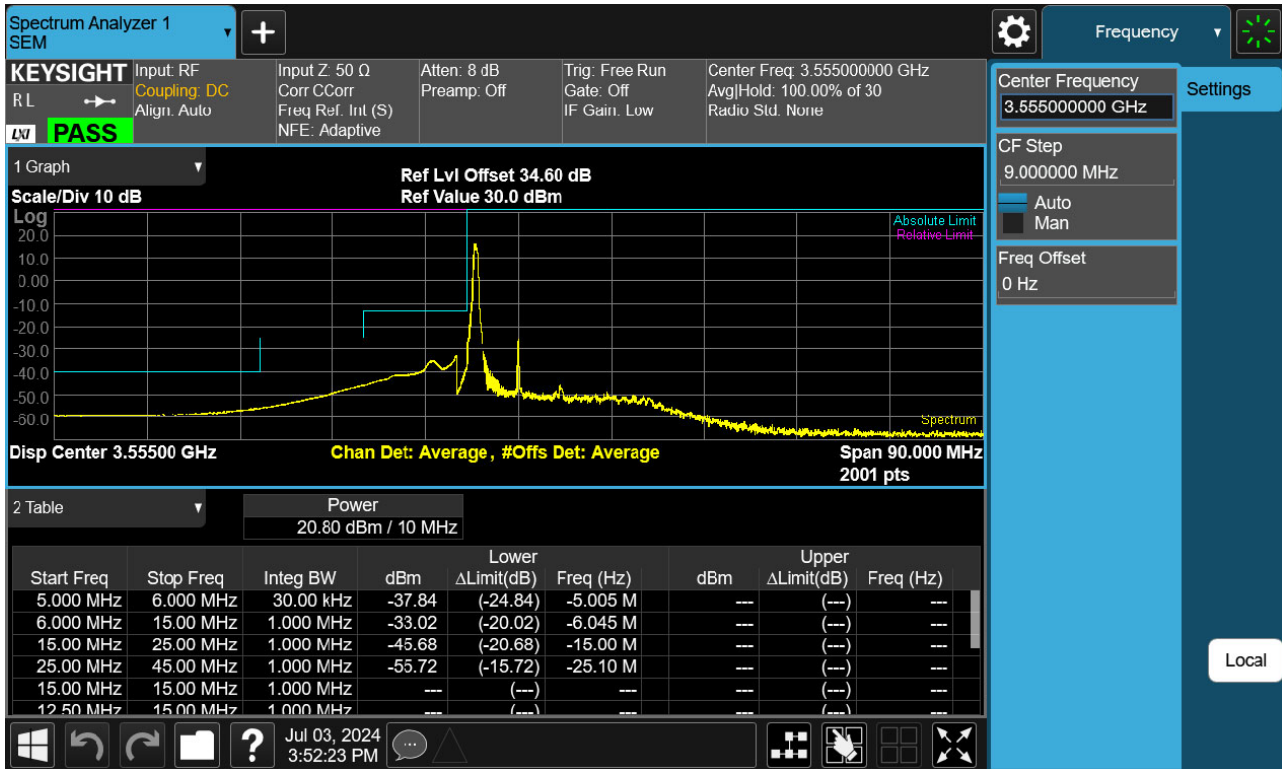 Spectrum Analyzer 1
SEM
+
Frequency
KEYSIGHT
R L
LXI
PASS
Input: RF
Coupling: DC
Align: Auto
Input Z: 50 Ω
Corr CCorr
Freq Ref: Int (S)
NFE: Adaptive
Atten: 8 dB
Preamp: Off
Trig: Free Run
Gate: Off
IF Gain: Low
Center Freq: 3.555000000 GHz
Avg|Hold: 100.00% of 30
Radio Std: None
Center Frequency
3.555000000 GHz
Settings
CF Step
9.000000 MHz
Auto
Man
Freq Offset
0 Hz
1 Graph
Scale/Div 10 dB
Ref Lvl Offset 34.60 dB
Ref Value 30.0 dBm
Log
20.0
10.0
0.00
-10.0
-20.0
-30.0
-40.0
-50.0
-60.0
Absolute Limit
Relative Limit
Spectrum
Disp Center 3.55500 GHz
Chan Det: Average, #Offs Det: Average
Span 90.000 MHz
2001 pts
2 Table
Power
20.80 dBm / 10 MHz
Lower Upper
Start Freq Stop Freq Integ BW dBm ΔLimit(dB) Freq (Hz) dBm ΔLimit(dB) Freq (Hz)
5.000 MHz 6.000 MHz 30.00 kHz -37.84 (-24.84) -5.005 M --- (---) ---
6.000 MHz 15.00 MHz 1.000 MHz -33.02 (-20.02) -6.045 M --- (---) ---
15.00 MHz 25.00 MHz 1.000 MHz -45.68 (-20.68) -15.00 M --- (---) ---
25.00 MHz 45.00 MHz 1.000 MHz -55.72 (-15.72) -25.10 M --- (---) ---
15.00 MHz 15.00 MHz 1.000 MHz --- (---) --- --- (---) ---
12.50 MHz 15.00 MHz 1.000 MHz --- (---) --- --- (---) ---
Local
?
Jul 03, 2024
3:52:23 PM